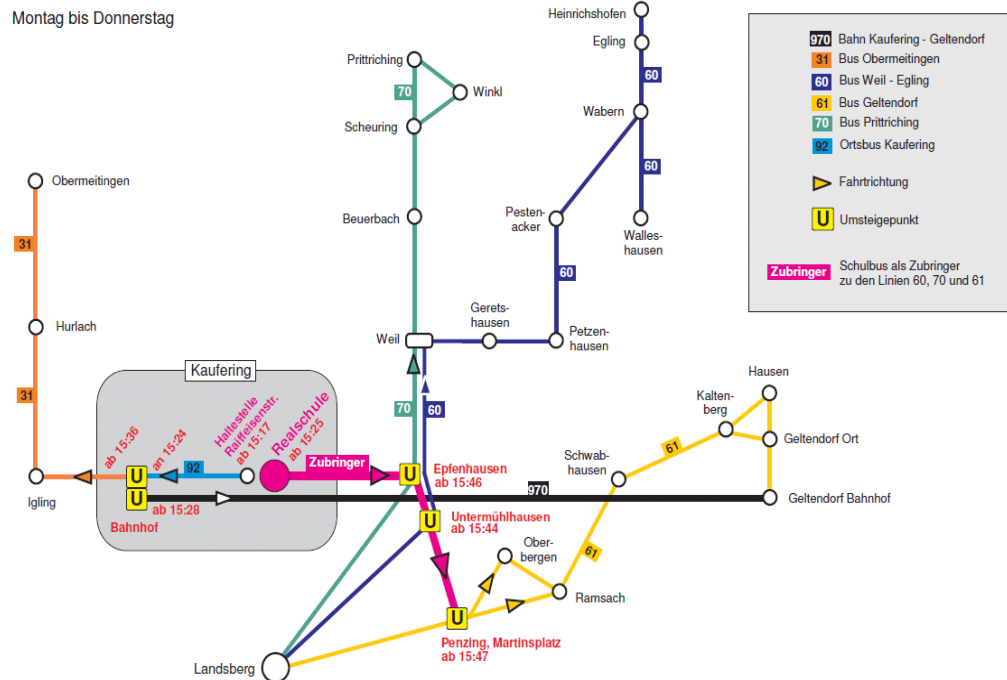 Montag bis Donnerstag
Heinrichshofen
Egling
60
Wabern
60
Pesten-
acker
Walles-
hausen
60
Gerets-
hausen
Petzen-
hausen
Prittriching
70
Winkl
Scheuring
Beuerbach
Weil
70
60
970 Bahn Kaufering - Geltendorf
31 Bus Obermeitingen
60 Bus Weil - Egling
61 Bus Geltendorf
70 Bus Prittriching
92 Ortsbus Kaufering
Fahrtrichtung
U Umsteigepunkt
Zubringer Schulbus als Zubringer
zu den Linien 60, 70 und 61
Obermeitingen
31
Hurlach
31
Igling
Kaufering
ab 15:36
an 15:24
Haltestelle
Raiffeisenstr.
ab 15:17
Realschule
ab 15:25
U
92
Zubringer
U
Bahnhof
ab 15:28
U
Epfenhausen
ab 15:46
970
U
Untermühlhausen
ab 15:44
Hausen
Kalten-
berg
Geltendorf Ort
61
Schwab-
hausen
Geltendorf Bahnhof
61
Ober-
bergen
Ramsach
U
Penzing, Martinsplatz
ab 15:47
Landsberg